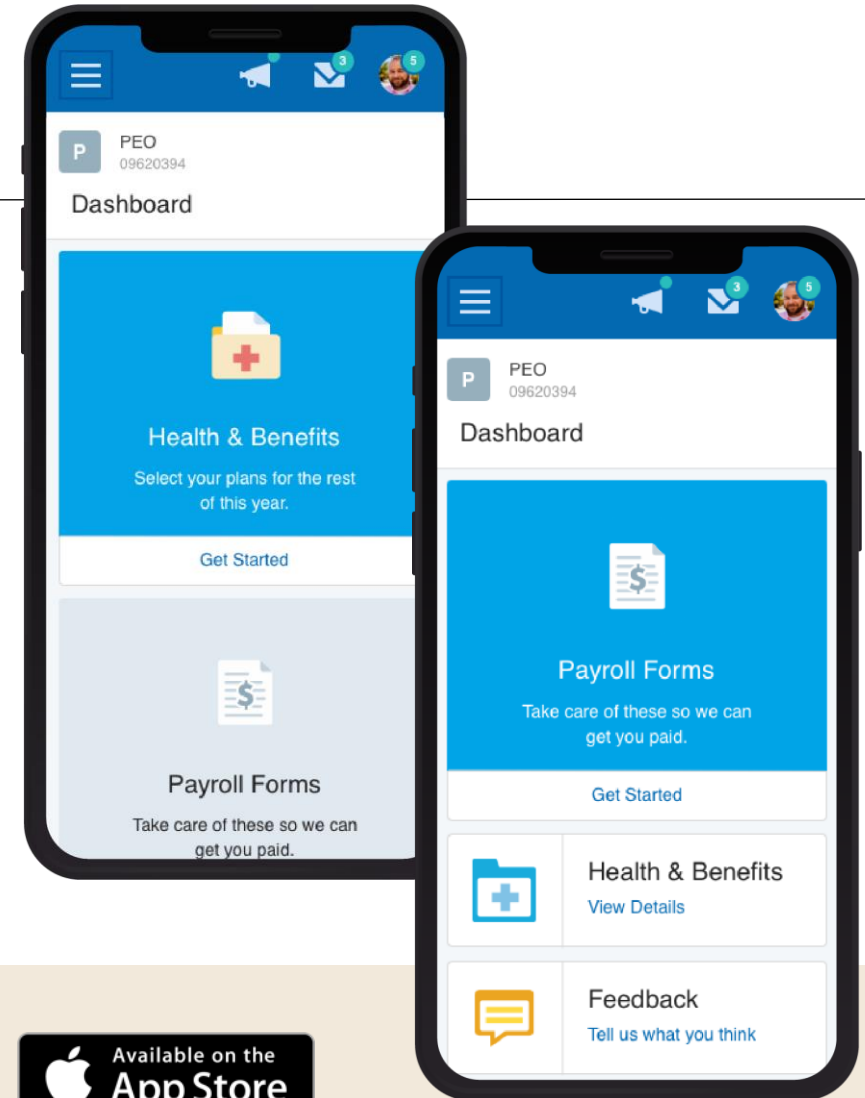 3
5
P
PEO
09620394
Dashboard
Health & Benefits
Select your plans for the rest
of this year.
Get Started
$
Payroll Forms
Take care of these so we can
get you paid.
3
5
P
PEO
09620394
Dashboard
$
Payroll Forms
Take care of these so we can
get you paid.
Get Started
Health & Benefits
View Details
Feedback
Tell us what you think
Available on the
App Store